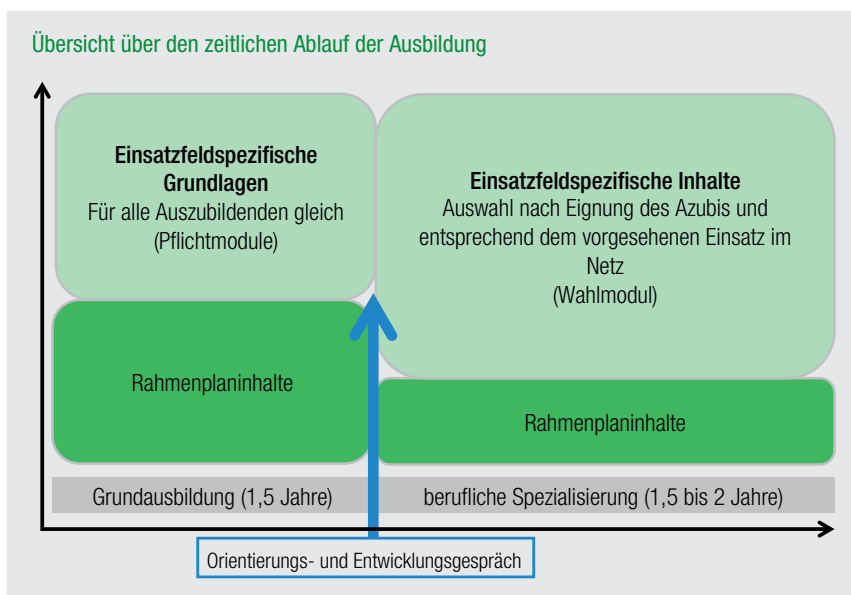 Übersicht über den zeitlichen Ablauf der Ausbildung
Einsatzfeldspezifische
Grundlagen
Für alle Auszubildenden gleich
(Pflichtmodule)
Einsatzfeldspezifische Inhalte
Auswahl nach Eignung des Azubis und
entsprechend dem vorgesehenen Einsatz im
Netz
(Wahlmodul)
Rahmenplaninhalte
Rahmenplaninhalte
Grundausbildung (1,5 Jahre)
berufliche Spezialisierung (1,5 bis 2 Jahre)
Orientierungs- und Entwicklungsgespräch